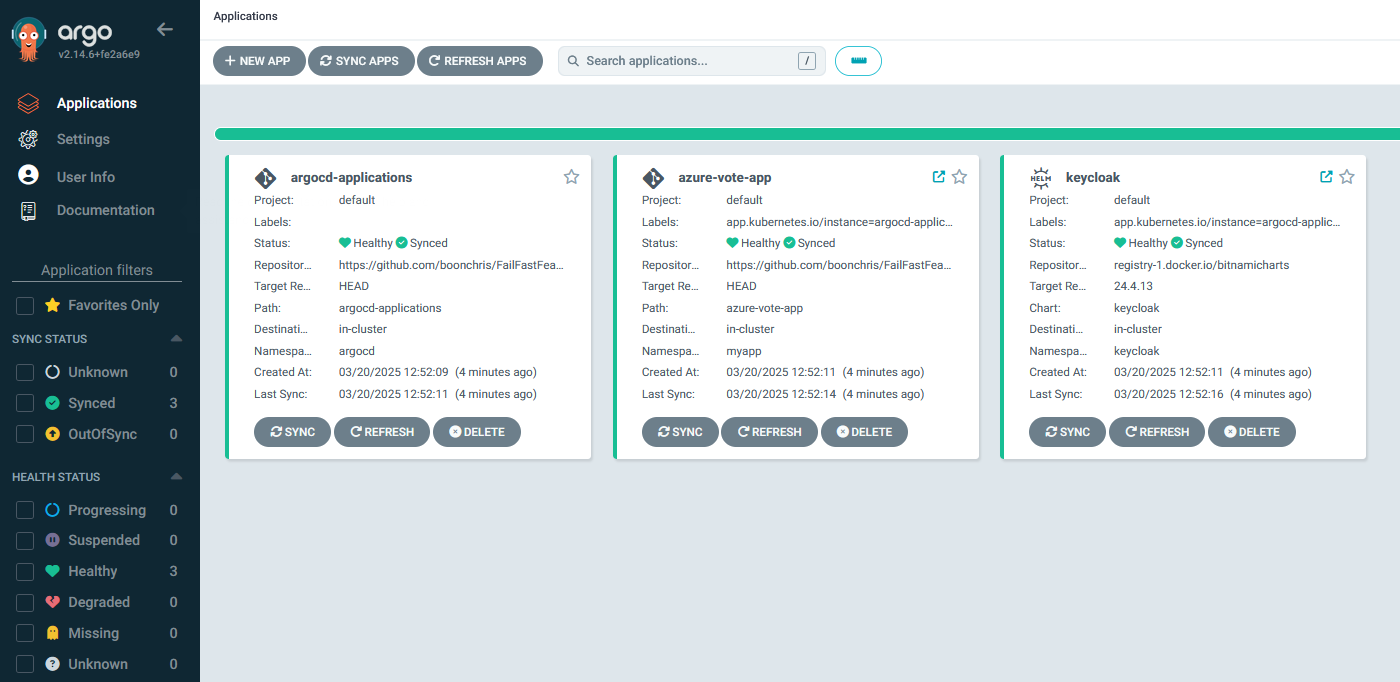 argo
v2.14.6+fe2a6e9
Applications
Settings
User Info
Documentation
Application filters
Favorites Only
SYNC STATUS
Unknown 0
Synced 3
OutOfSync 0
HEALTH STATUS
Progressing 0
Suspended 0
Healthy 3
Degraded 0
Missing 0
? Unknown 0
Applications
+ NEW APP SYNC APPS REFRESH APPS Search applications... /
argocd-applications
Project: default
Labels:
Status: Healthy Synced
Repositor... https://github.com/boonchris/FailFastFea...
Target Re... HEAD
Path: argocd-applications
Destinati... in-cluster
Namespa... argocd
Created At: 03/20/2025 12:52:09 (4 minutes ago)
Last Sync: 03/20/2025 12:52:11 (4 minutes ago)
SYNC REFRESH DELETE
azure-vote-app
Project: default
Labels: app.kubernetes.io/instance=argocd-applic...
Status: Healthy Synced
Repositor... https://github.com/boonchris/FailFastFea...
Target Re... HEAD
Path: azure-vote-app
Destinati... in-cluster
Namespa... myapp
Created At: 03/20/2025 12:52:11 (4 minutes ago)
Last Sync: 03/20/2025 12:52:14 (4 minutes ago)
SYNC REFRESH DELETE
HELM keycloak
Project: default
Labels: app.kubernetes.io/instance=argocd-applic...
Status: Healthy Synced
Repositor... registry-1.docker.io/bitnamicharts
Target Re... 24.4.13
Chart: keycloak
Destinati... in-cluster
Namespa... keycloak
Created At: 03/20/2025 12:52:11 (4 minutes ago)
Last Sync: 03/20/2025 12:52:16 (4 minutes ago)
SYNC REFRESH DELETE